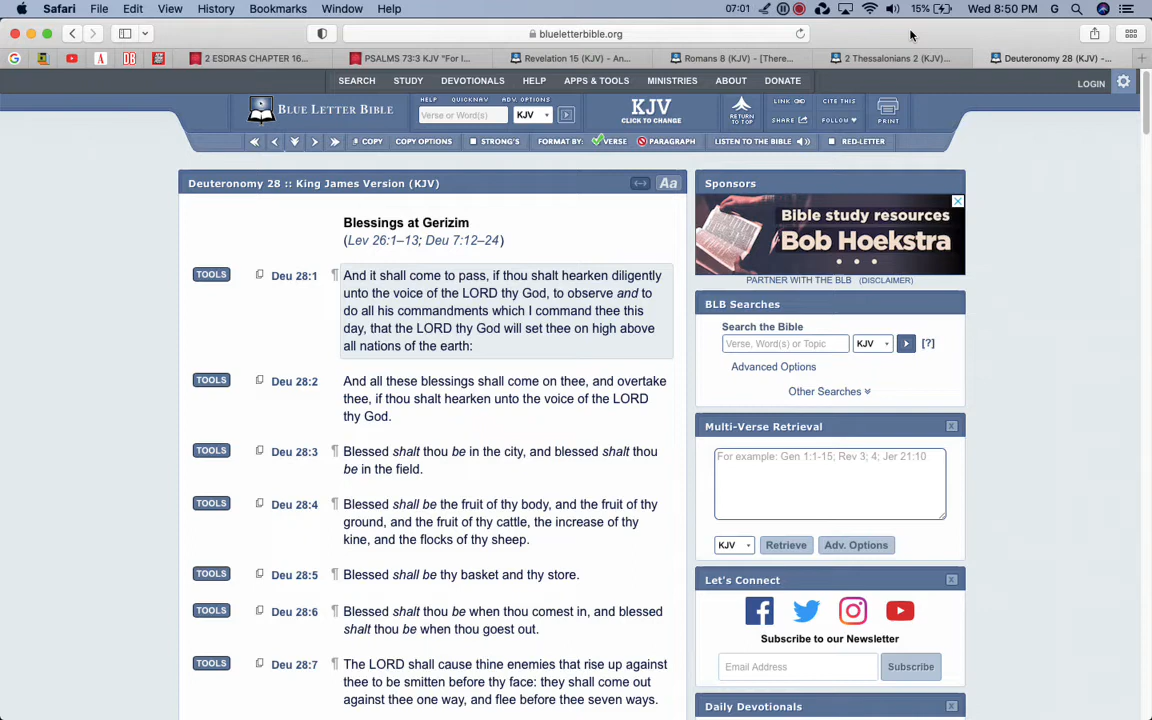 Safari File Edit View History Bookmarks Window Help 07:01 15% Wed 8:50 PM G
blueletterbible.org
2 ESDRAS CHAPTER 16... PSALMS 73:3 KJV "For I... Revelation 15 (KJV) - An... Romans 8 (KJV) - [There... 2 Thessalonians 2 (KJV)... Deuteronomy 28 (KJV) -...
SEARCH STUDY DEVOTIONALS HELP APPS & TOOLS MINISTRIES ABOUT DONATE LOGIN
BLUE LETTER BIBLE
HELP QUICKNAV ADV. OPTIONS
Verse or Word(s) KJV
KJV
CLICK TO CHANGE
RETURN
TO TOP
LINK CITE THIS
SHARE FOLLOW
PRINT
COPY COPY OPTIONS STRONG'S FORMAT BY: VERSE PARAGRAPH LISTEN TO THE BIBLE RED-LETTER
Deuteronomy 28 :: King James Version (KJV) Aa
Blessings at Gerizim
(Lev 26:1–13; Deu 7:12–24)
TOOLS Deu 28:1 ¶ And it shall come to pass, if thou shalt hearken diligently
unto the voice of the LORD thy God, to observe and to
do all his commandments which I command thee this
day, that the LORD thy God will set thee on high above
all nations of the earth:
TOOLS Deu 28:2 And all these blessings shall come on thee, and overtake
thee, if thou shalt hearken unto the voice of the LORD
thy God.
TOOLS Deu 28:3 ¶ Blessed shalt thou be in the city, and blessed shalt thou
be in the field.
TOOLS Deu 28:4 ¶ Blessed shall be the fruit of thy body, and the fruit of thy
ground, and the fruit of thy cattle, the increase of thy
kine, and the flocks of thy sheep.
TOOLS Deu 28:5 ¶ Blessed shall be thy basket and thy store.
TOOLS Deu 28:6 ¶ Blessed shalt thou be when thou comest in, and blessed
shalt thou be when thou goest out.
TOOLS Deu 28:7 ¶ The LORD shall cause thine enemies that rise up against
thee to be smitten before thy face: they shall come out
against thee one way, and flee before thee seven ways.
Sponsors
Bible study resources
Bob Hoekstra
PARTNER WITH THE BLB (DISCLAIMER)
BLB Searches
Search the Bible
Verse, Word(s) or Topic KJV [?]
Advanced Options
Other Searches
Multi-Verse Retrieval
For example: Gen 1:1-15; Rev 3; 4; Jer 21:10
KJV Retrieve Adv. Options
Let's Connect
Subscribe to our Newsletter
Email Address Subscribe
Daily Devotionals